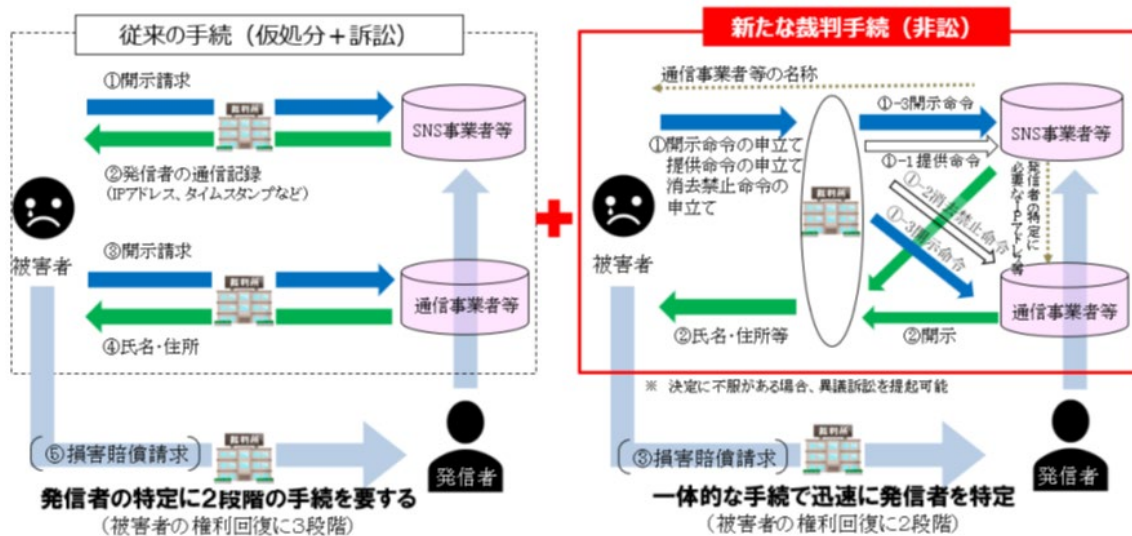 従来の手続（仮処分＋訴訟）
①開示請求
裁判所
SNS事業者等
②発信者の通信記録
（IPアドレス、タイムスタンプなど）
被害者
③開示請求
裁判所
通信事業者等
④氏名・住所
⑤損害賠償請求
裁判所
発信者
発信者の特定に2段階の手続を要する
（被害者の権利回復に3段階）
新たな裁判手続（非訟）
通信事業者等の名称
①開示命令の申立て
提供命令の申立て
消去禁止命令の
申立て
裁判所
①-3開示命令
①-1提供命令
①-2消去禁止命令
①-3開示命令
SNS事業者等
発信者の特定に
必要なIPアドレス等
被害者
通信事業者等
②氏名・住所等
②開示
※ 決定に不服がある場合、異議訴訟を提起可能
③損害賠償請求
裁判所
発信者
一体的な手続で迅速に発信者を特定
（被害者の権利回復に2段階）